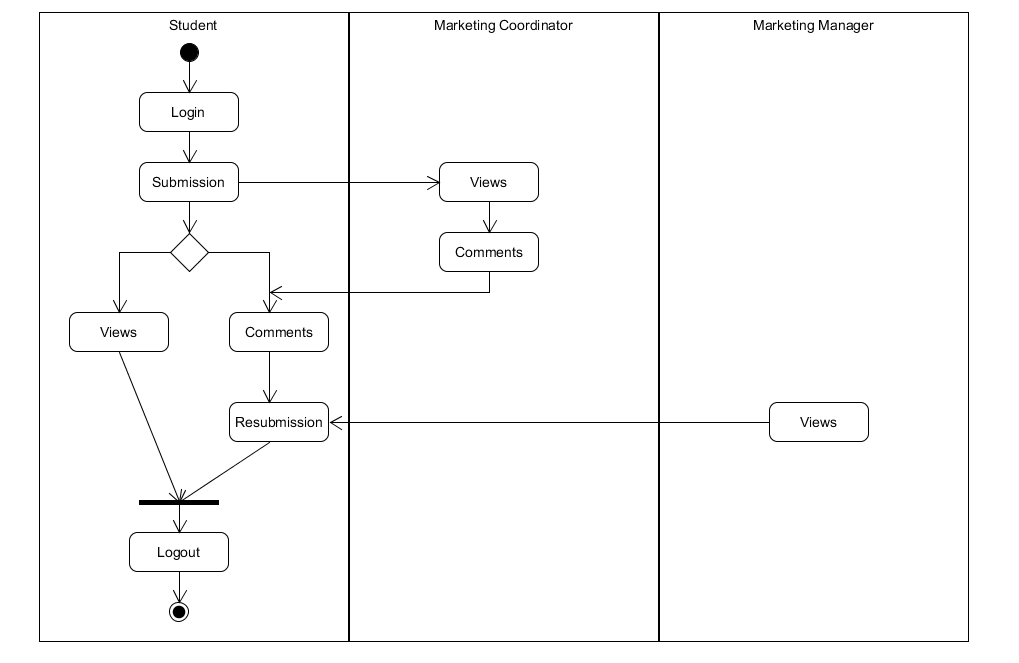 Student
Marketing Coordinator
Marketing Manager
Login
Submission
Views
Comments
Views
Comments
Resubmission
Views
Logout